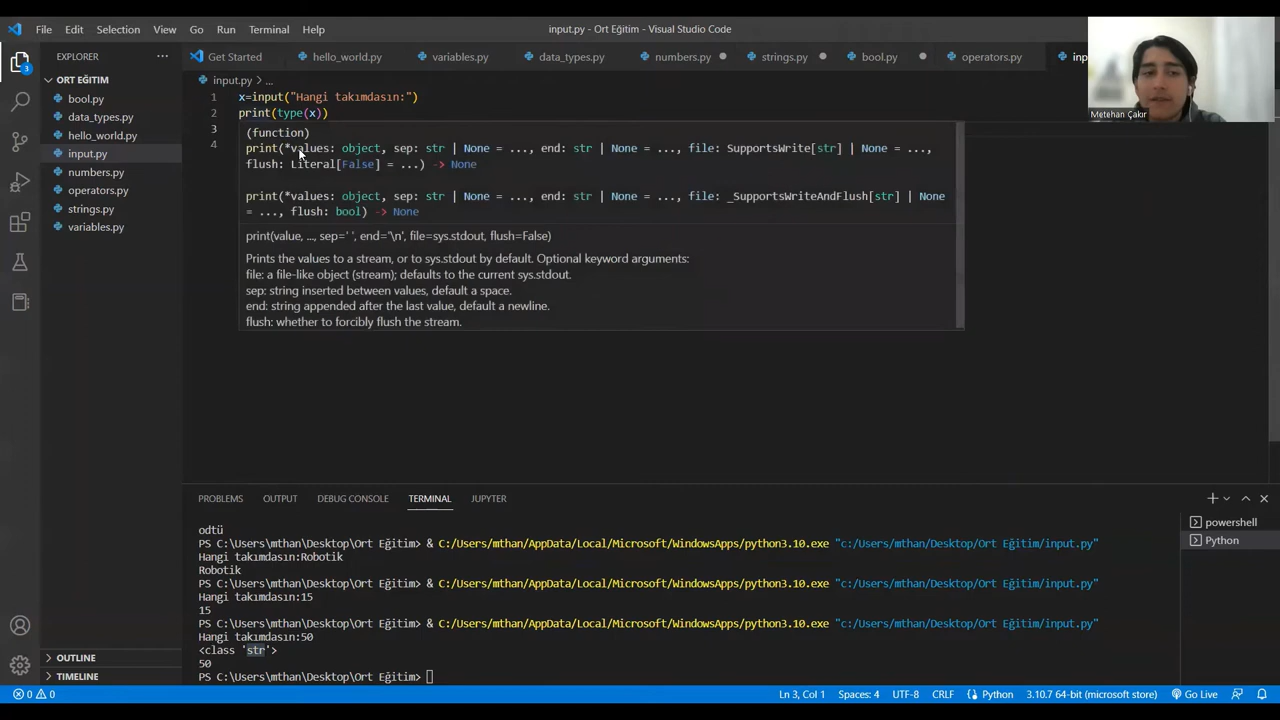 File Edit Selection View Go Run Terminal Help
input.py - Ort Eğitim - Visual Studio Code
EXPLORER
Get Started
hello_world.py
variables.py
data_types.py
numbers.py
strings.py
bool.py
operators.py
inp
3
ORT EĞİTİM
bool.py
data_types.py
hello_world.py
input.py
numbers.py
operators.py
strings.py
variables.py
input.py > ...
1 x=input("Hangi takımdasın:")
2 print(type(x))
3
4
(function)
print(*values: object, sep: str | None = ..., end: str | None = ..., file: SupportsWrite[str] | None = ...,
flush: Literal[False] = ...) -> None
print(*values: object, sep: str | None = ..., end: str | None = ..., file: _SupportsWriteAndFlush[str] | None
= ..., flush: bool) -> None
print(value, ..., sep=' ', end='\n', file=sys.stdout, flush=False)
Prints the values to a stream, or to sys.stdout by default. Optional keyword arguments:
file: a file-like object (stream); defaults to the current sys.stdout.
sep: string inserted between values, default a space.
end: string appended after the last value, default a newline.
flush: whether to forcibly flush the stream.
Metehan Çakır
PROBLEMS OUTPUT DEBUG CONSOLE TERMINAL JUPYTER
powershell
Python
odtü
PS C:\Users\mthan\Desktop\Ort Eğitim> & C:/Users/mthan/AppData/Local/Microsoft/WindowsApps/python3.10.exe "c:/Users/mthan/Desktop/Ort Eğitim/input.py"
Hangi takımdasın:Robotik
Robotik
PS C:\Users\mthan\Desktop\Ort Eğitim> & C:/Users/mthan/AppData/Local/Microsoft/WindowsApps/python3.10.exe "c:/Users/mthan/Desktop/Ort Eğitim/input.py"
Hangi takımdasın:15
15
PS C:\Users\mthan\Desktop\Ort Eğitim> & C:/Users/mthan/AppData/Local/Microsoft/WindowsApps/python3.10.exe "c:/Users/mthan/Desktop/Ort Eğitim/input.py"
Hangi takımdasın:50
<class 'str'>
50
PS C:\Users\mthan\Desktop\Ort Eğitim>
OUTLINE
TIMELINE
0 0
Ln 3, Col 1 Spaces: 4 UTF-8 CRLF Python 3.10.7 64-bit (microsoft store) Go Live